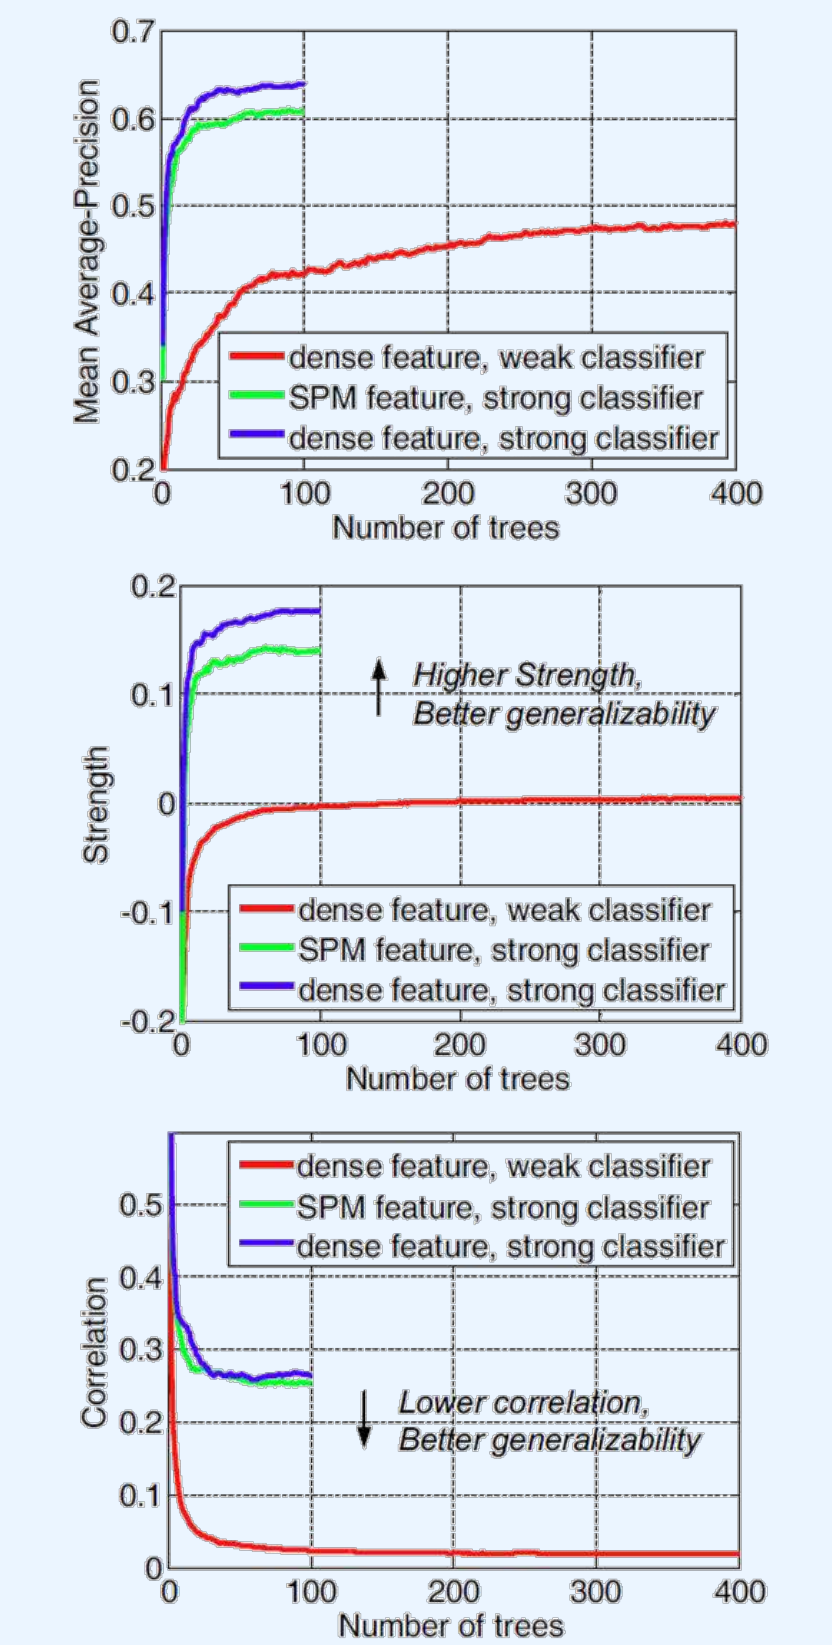 0.7
0.6
0.5
0.4
0.3
0.2
Mean Average-Precision
dense feature, weak classifier
SPM feature, strong classifier
dense feature, strong classifier
0 100 200 300 400
Number of trees
0.2
0.1
0
-0.1
-0.2
Strength
Higher Strength,
Better generalizability
dense feature, weak classifier
SPM feature, strong classifier
dense feature, strong classifier
0 100 200 300 400
Number of trees
dense feature, weak classifier
SPM feature, strong classifier
dense feature, strong classifier
0.5
0.4
0.3
0.2
0.1
0
Correlation
Lower correlation,
Better generalizability
0 100 200 300 400
Number of trees